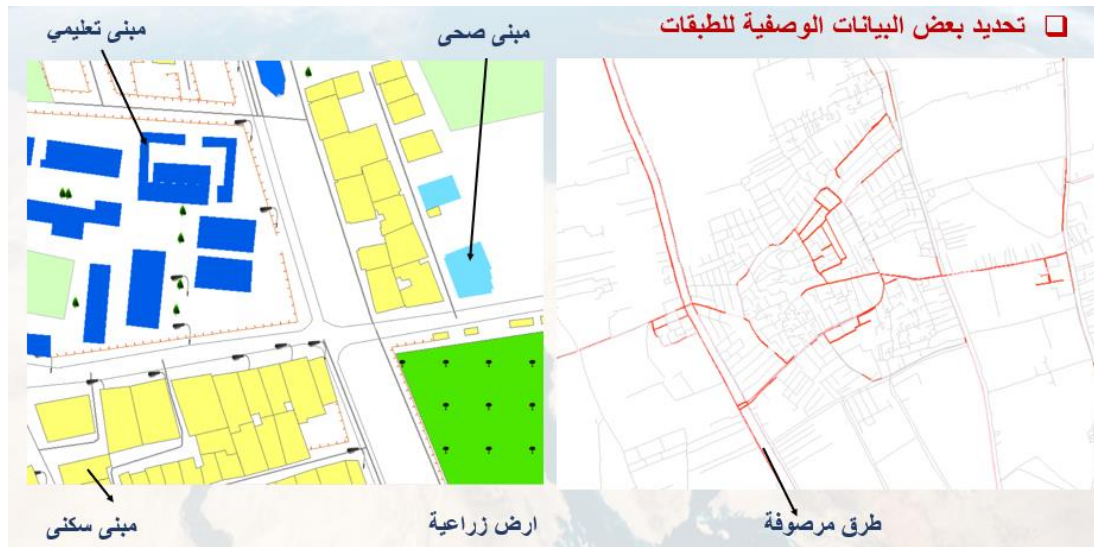 ❑ تحديد بعض البيانات الوصفية للطبقات
مبنى صحى
مبنى تعليمي
طرق مرصوفة
ارض زراعية
مبنى سكنى